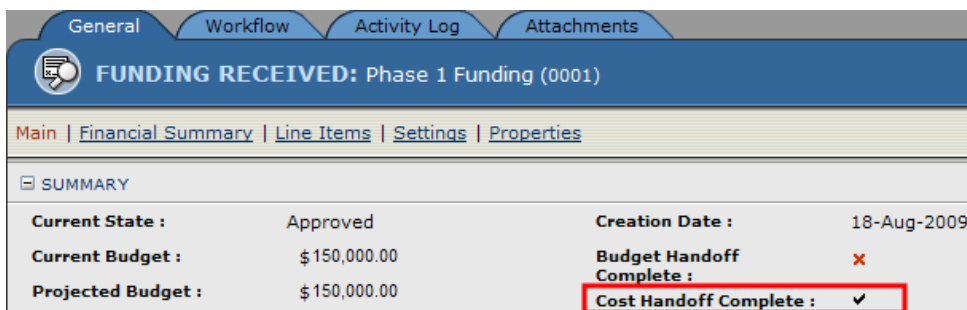 General Workflow Activity Log Attachments
FUNDING RECEIVED: Phase 1 Funding (0001)
Main | Financial Summary | Line Items | Settings | Properties
SUMMARY
Current State : Approved Creation Date : 18-Aug-2009
Current Budget : $150,000.00 Budget Handoff
Complete :
Projected Budget : $150,000.00 Cost Handoff Complete :